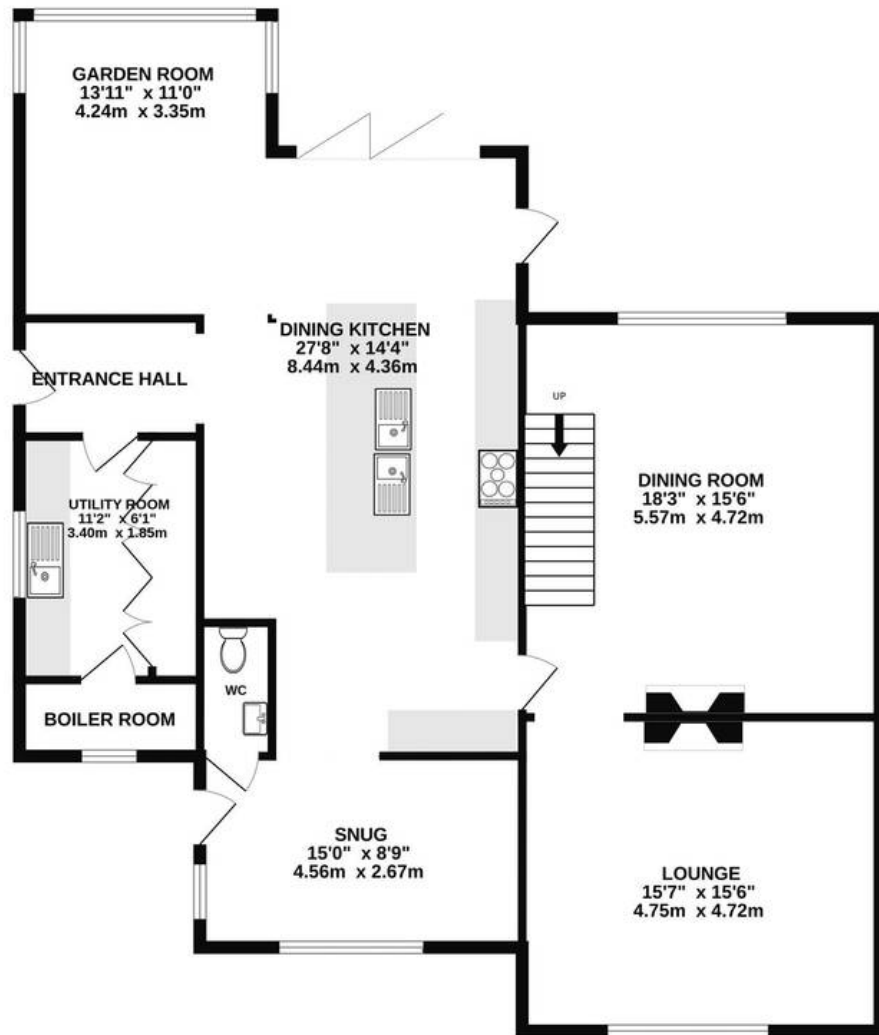 GARDEN ROOM
13'11" x 11'0"
4.24m x 3.35m
DINING KITCHEN
27'8" x 14'4"
8.44m x 4.36m
ENTRANCE HALL
UP
UTILITY ROOM
11'2" x 6'1"
3.40m x 1.85m
DINING ROOM
18'3" x 15'6"
5.57m x 4.72m
WC
BOILER ROOM
SNUG
15'0" x 8'9"
4.56m x 2.67m
LOUNGE
15'7" x 15'6"
4.75m x 4.72m